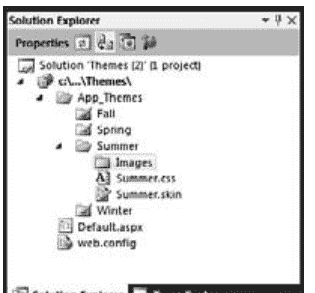 Solution Explorer
Properties
Solution 'Themes (2)' (1 project)
c:\...\Themes\
App_Themes
Fall
Spring
Summer
Images
Summer.css
Summer.skin
Winter
Default.aspx
web.config
Solution Explorer